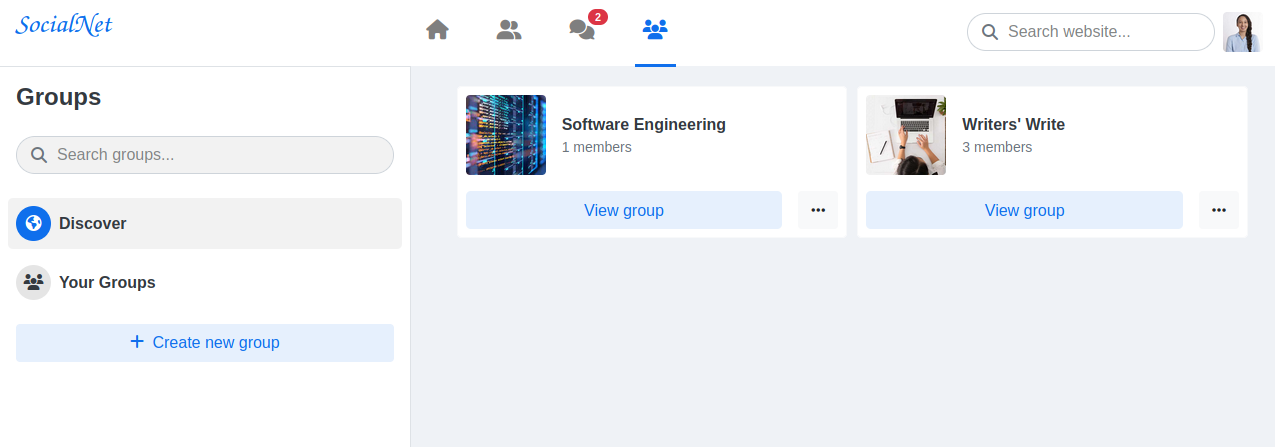 SocialNet
2
Search website...
Groups
Search groups...
Discover
Your Groups
+ Create new group
Software Engineering
1 members
View group
Writers' Write
3 members
View group